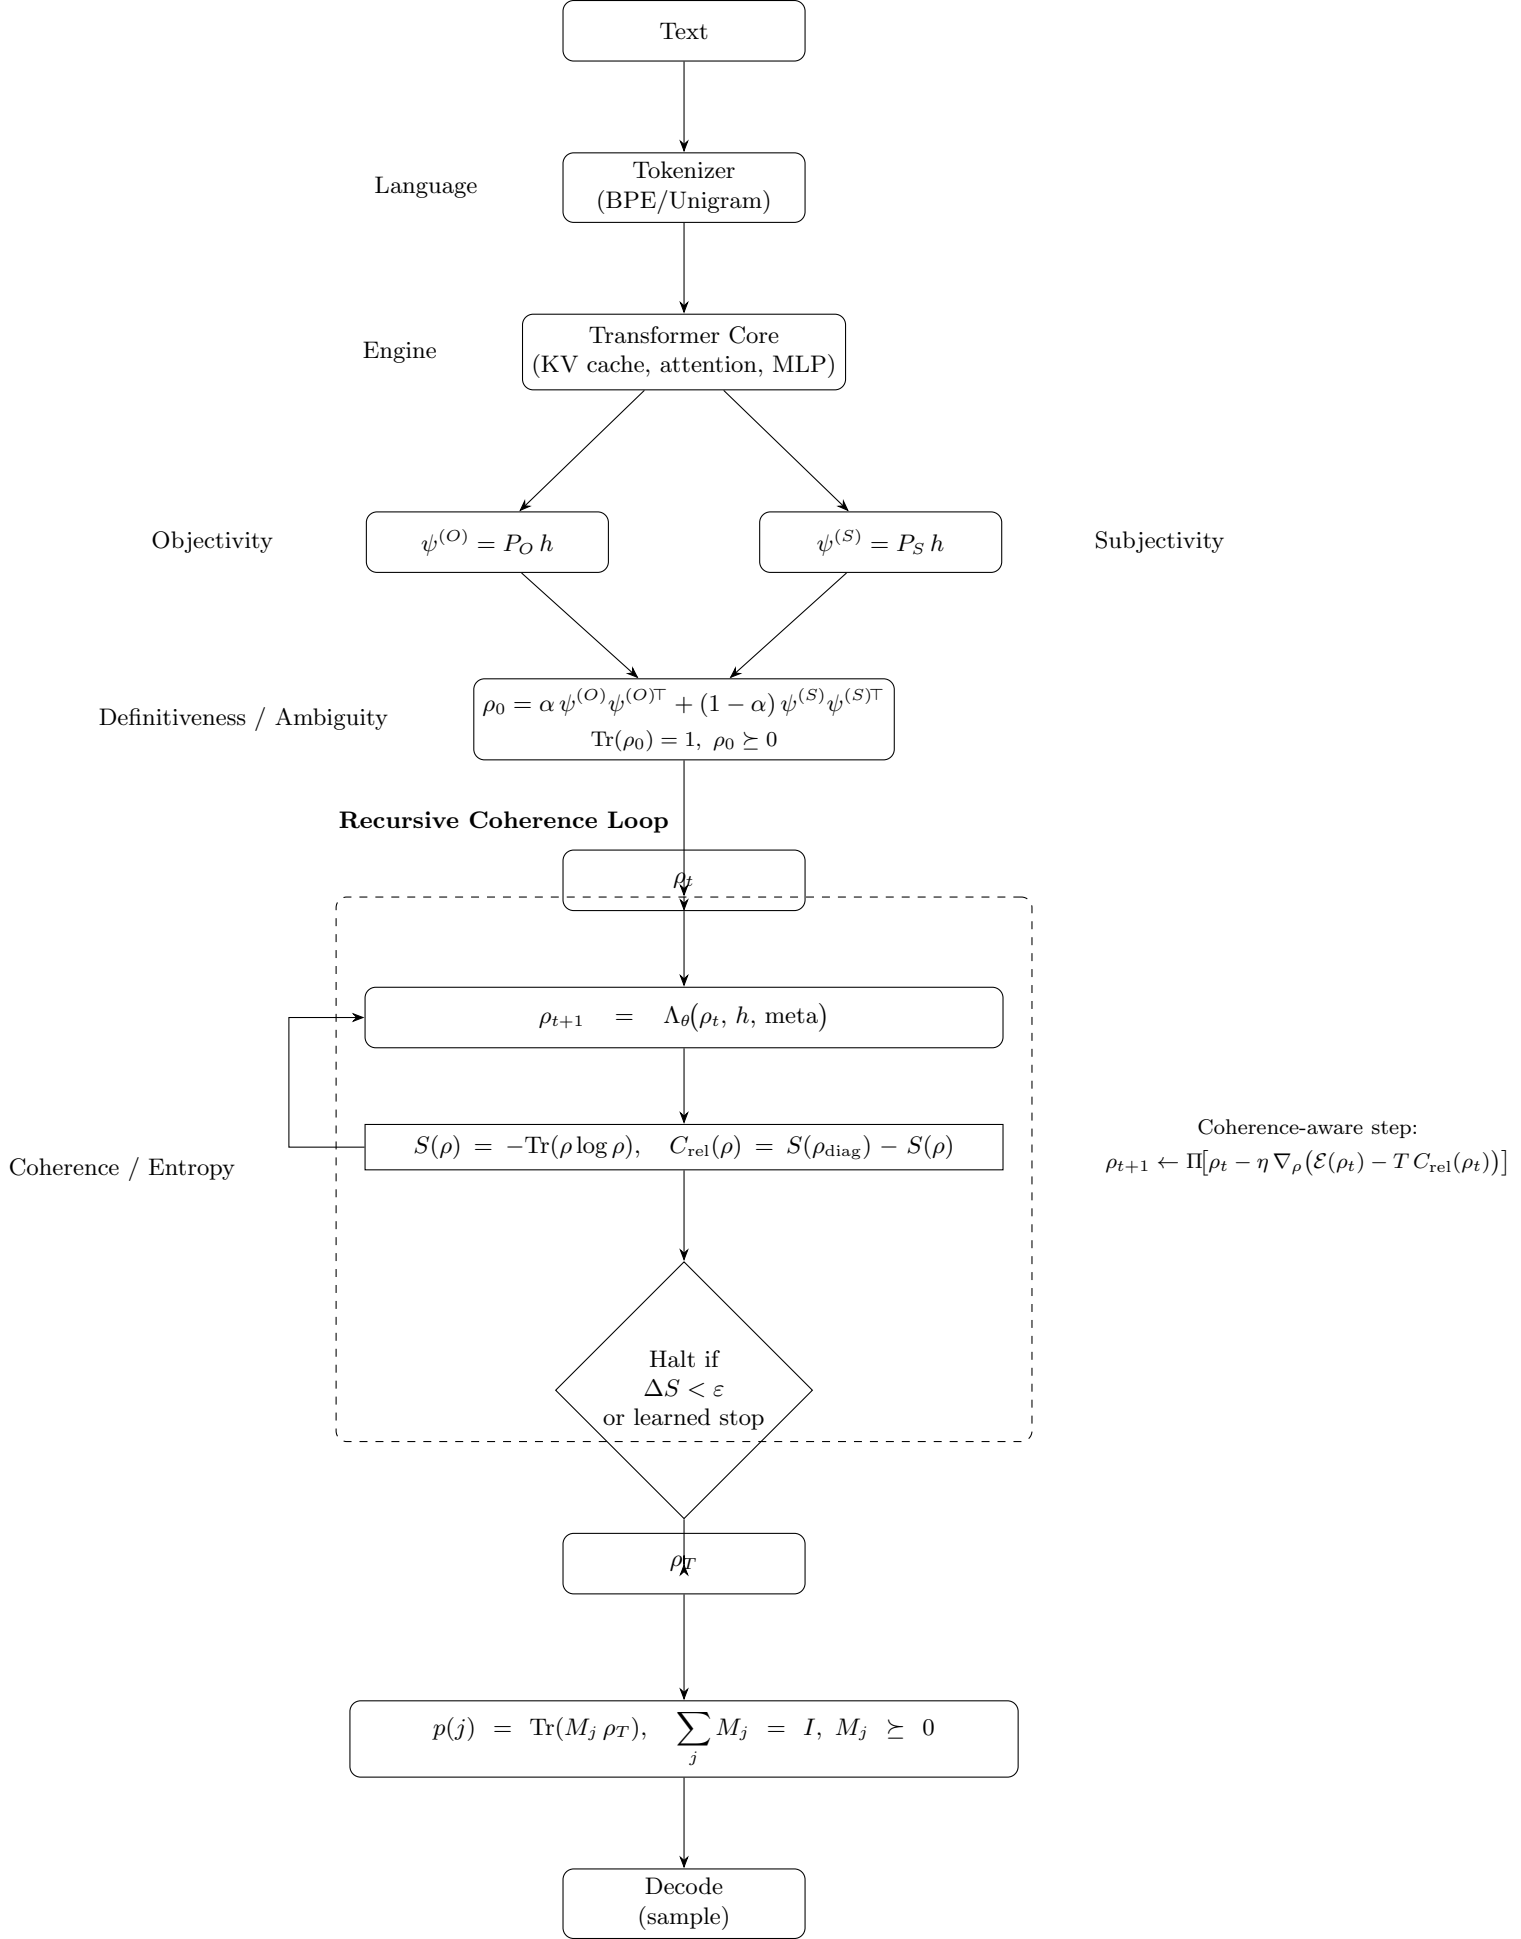 Text
Language
Tokenizer
(BPE/Unigram)
Engine
Transformer Core
(KV cache, attention, MLP)
Objectivity
ψ^{(O)} = P_O h
ψ^{(S)} = P_S h
Subjectivity
Definitiveness / Ambiguity
ρ_0 = α ψ^{(O)}ψ^{(O)⊤} + (1 − α) ψ^{(S)}ψ^{(S)⊤}
Tr(ρ_0) = 1, ρ_0 ⪰ 0
Recursive Coherence Loop
ρ_t
ρ_{t+1} = Λ_θ(ρ_t, h, meta)
Coherence / Entropy
S(ρ) = −Tr(ρ log ρ), C_rel(ρ) = S(ρ_diag) − S(ρ)
Coherence-aware step:
ρ_{t+1} ← Π[ρ_t − η ∇_ρ(ℰ(ρ_t) − T C_rel(ρ_t))]
Halt if
ΔS < ε
or learned stop
ρ_T
p(j) = Tr(M_j ρ_T), ∑_j M_j = I, M_j ⪰ 0
Decode
(sample)